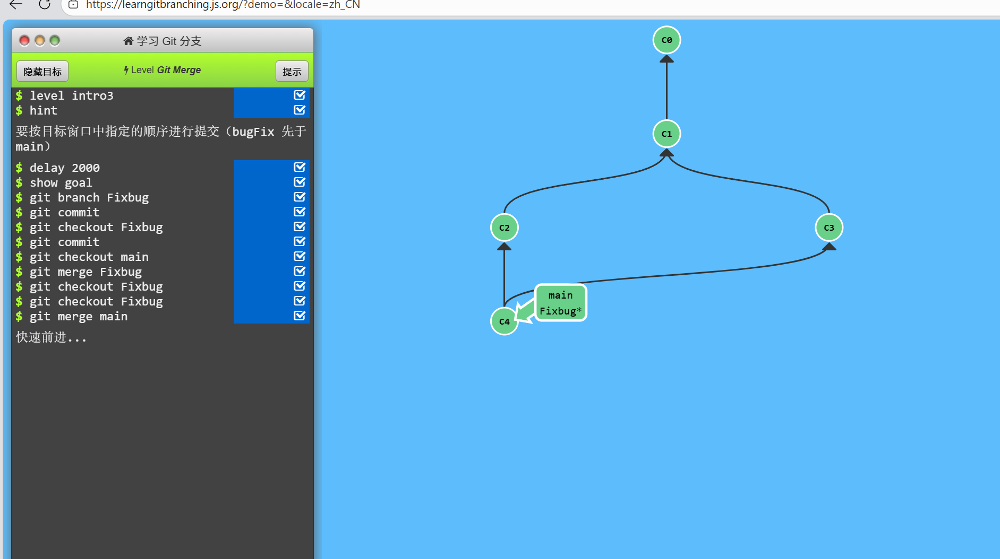 https://learngitbranching.js.org/?demo=&locale=zh_CN
学习 Git 分支
隐藏目标
Level Git Merge
提示
$ level intro3
$ hint
要按目标窗口中指定的顺序进行提交（bugFix 先于
main）
$ delay 2000
$ show goal
$ git branch Fixbug
$ git commit
$ git checkout Fixbug
$ git commit
$ git checkout main
$ git merge Fixbug
$ git checkout Fixbug
$ git checkout Fixbug
$ git merge main
快速前进...
C0
C1
C2
C3
main
Fixbug*
C4